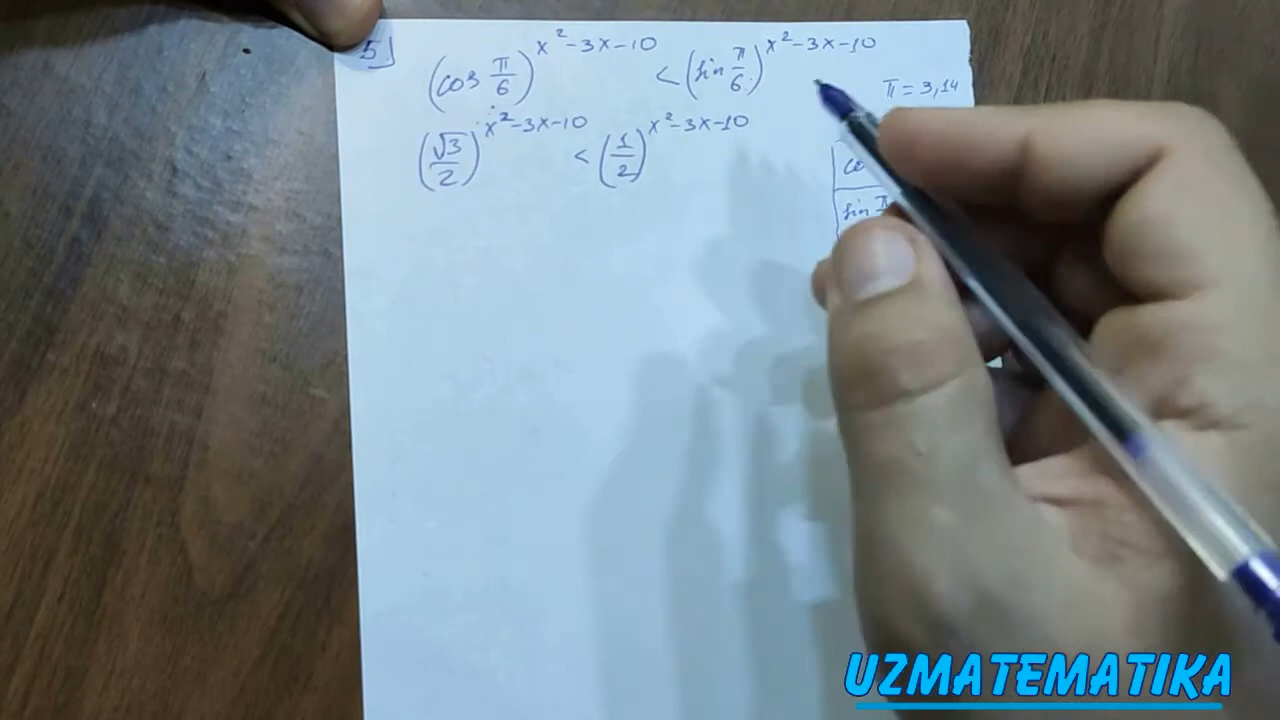 5]
(cos π/6)^(x²-3x-10) < (sin π/6)^(x²-3x-10)
π = 3,14
(√3/2)^(x²-3x-10) < (1/2)^(x²-3x-10)
sin π
UZMATEMATIKA